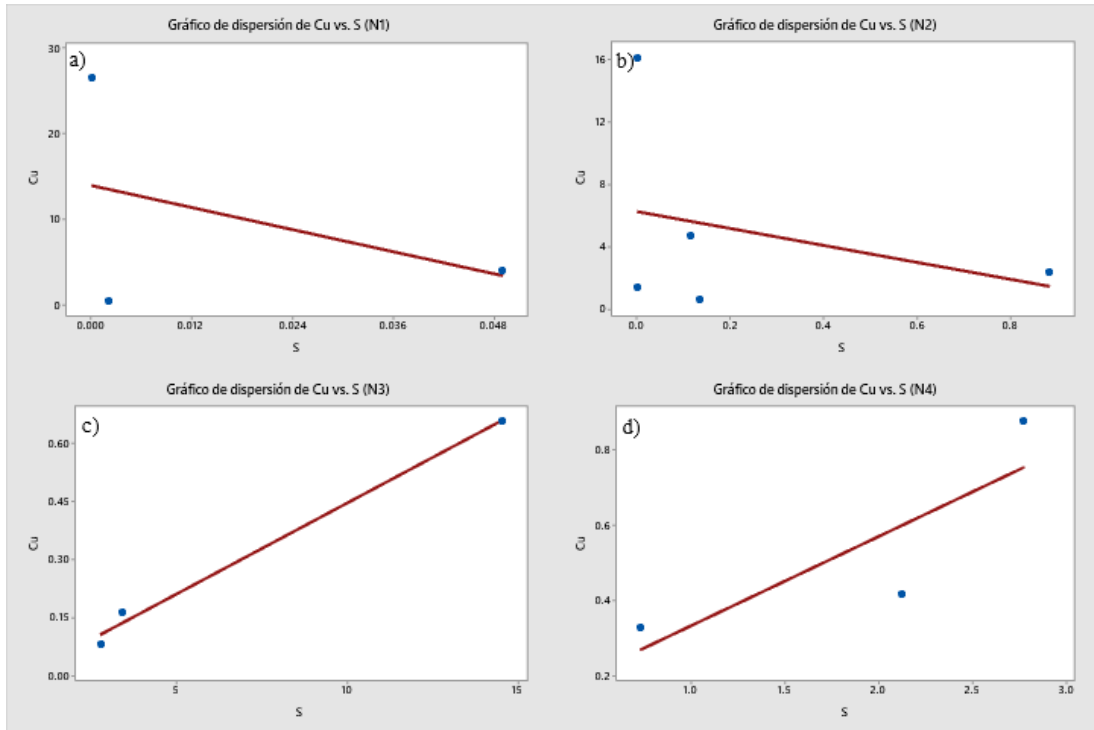 Gráfico de dispersión de Cu vs. S (N1)
a)
30
20
10
0
Cu
0.000
0.012
0.024
0.036
0.048
S
Gráfico de dispersión de Cu vs. S (N2)
b)
16
12
8
4
0
Cu
0.0
0.2
0.4
0.6
0.8
S
Gráfico de dispersión de Cu vs. S (N3)
c)
0.60
0.45
0.30
0.15
0.00
Cu
5
10
15
S
S
Gráfico de dispersión de Cu vs. S (N4)
d)
0.8
0.6
0.4
0.2
Cu
1.0
1.5
2.0
2.5
3.0
S